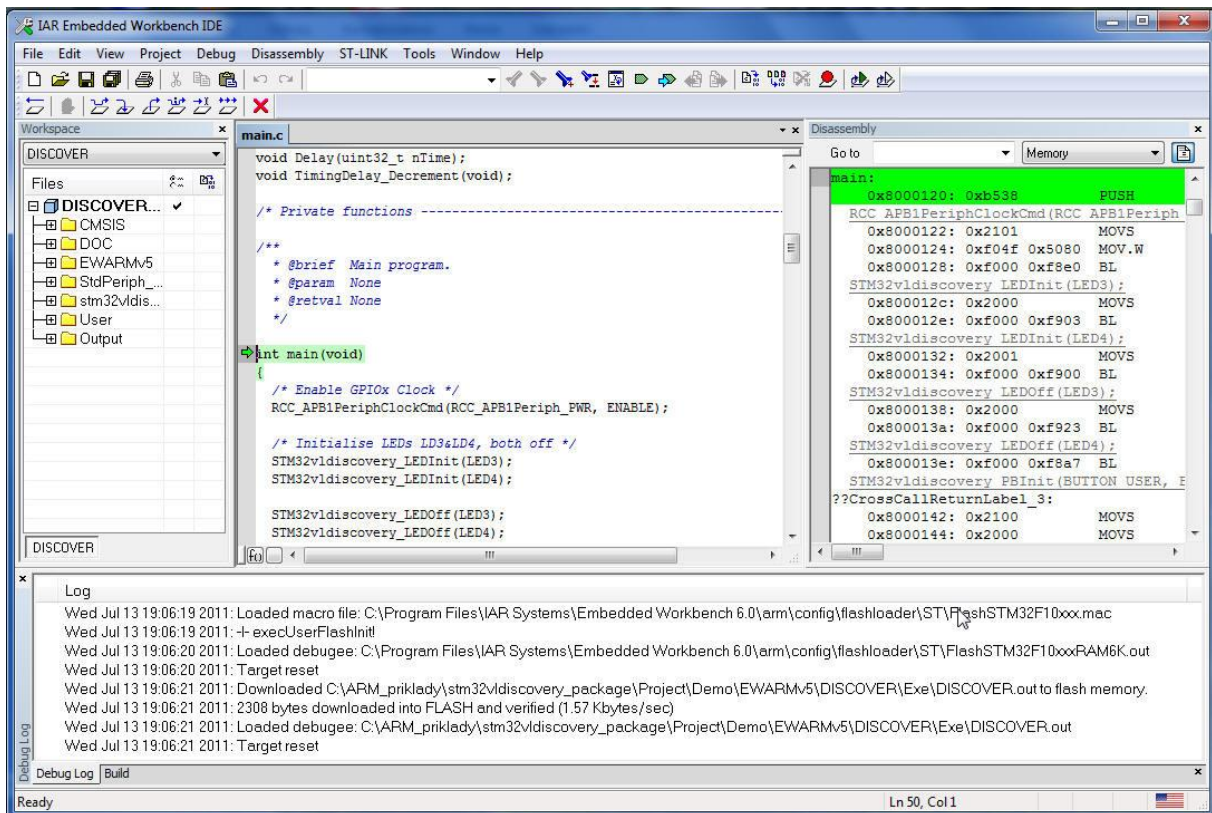 IAR Embedded Workbench IDE
File Edit View Project Debug Disassembly ST-LINK Tools Window Help
Workspace
DISCOVER
Files
DISCOVER...
CMSIS
DOC
EWARMv5
StdPeriph_...
stm32vldis...
User
Output
DISCOVER
main.c
void Delay(uint32_t nTime);
void TimingDelay_Decrement(void);
/* Private functions ------------------------------------------------
/**
* @brief Main program.
* @param None
* @retval None
*/
int main(void)
{
/* Enable GPIOx Clock */
RCC_APB1PeriphClockCmd(RCC_APB1Periph_PWR, ENABLE);
/* Initialise LEDs LD3&LD4, both off */
STM32vldiscovery_LEDInit(LED3);
STM32vldiscovery_LEDInit(LED4);
STM32vldiscovery_LEDOff(LED3);
STM32vldiscovery_LEDOff(LED4);
f()
Disassembly
Go to Memory
main:
0x8000120: 0xb538 PUSH
RCC_APB1PeriphClockCmd(RCC_APB1Periph
0x8000122: 0x2101 MOVS
0x8000124: 0xf04f 0x5080 MOV.W
0x8000128: 0xf000 0xf8e0 BL
STM32vldiscovery_LEDInit(LED3);
0x800012c: 0x2000 MOVS
0x800012e: 0xf000 0xf903 BL
STM32vldiscovery_LEDInit(LED4);
0x8000132: 0x2001 MOVS
0x8000134: 0xf000 0xf900 BL
STM32vldiscovery_LEDOff(LED3);
0x8000138: 0x2000 MOVS
0x800013a: 0xf000 0xf923 BL
STM32vldiscovery_LEDOff(LED4);
0x800013e: 0xf000 0xf8a7 BL
STM32vldiscovery_PBInit(BUTTON_USER, B
??CrossCallReturnLabel_3:
0x8000142: 0x2100 MOVS
0x8000144: 0x2000 MOVS
Log
Wed Jul 13 19:06:19 2011: Loaded macro file: C:\Program Files\IAR Systems\Embedded Workbench 6.0\arm\config\flashloader\ST\FlashSTM32F10xxx.mac
Wed Jul 13 19:06:19 2011: -I- execUserFlashInit!
Wed Jul 13 19:06:20 2011: Loaded debugee: C:\Program Files\IAR Systems\Embedded Workbench 6.0\arm\config\flashloader\ST\FlashSTM32F10xxxRAM6K.out
Wed Jul 13 19:06:20 2011: Target reset
Wed Jul 13 19:06:21 2011: Downloaded C:\ARM_priklady\stm32vldiscovery_package\Project\Demo\EWARMv5\DISCOVER\Exe\DISCOVER.out to flash memory.
Wed Jul 13 19:06:21 2011: 2308 bytes downloaded into FLASH and verified (1.57 Kbytes/sec)
Wed Jul 13 19:06:21 2011: Loaded debugee: C:\ARM_priklady\stm32vldiscovery_package\Project\Demo\EWARMv5\DISCOVER\Exe\DISCOVER.out
Wed Jul 13 19:06:21 2011: Target reset
Debug Log
Debug Log Build
Ready Ln 50, Col 1